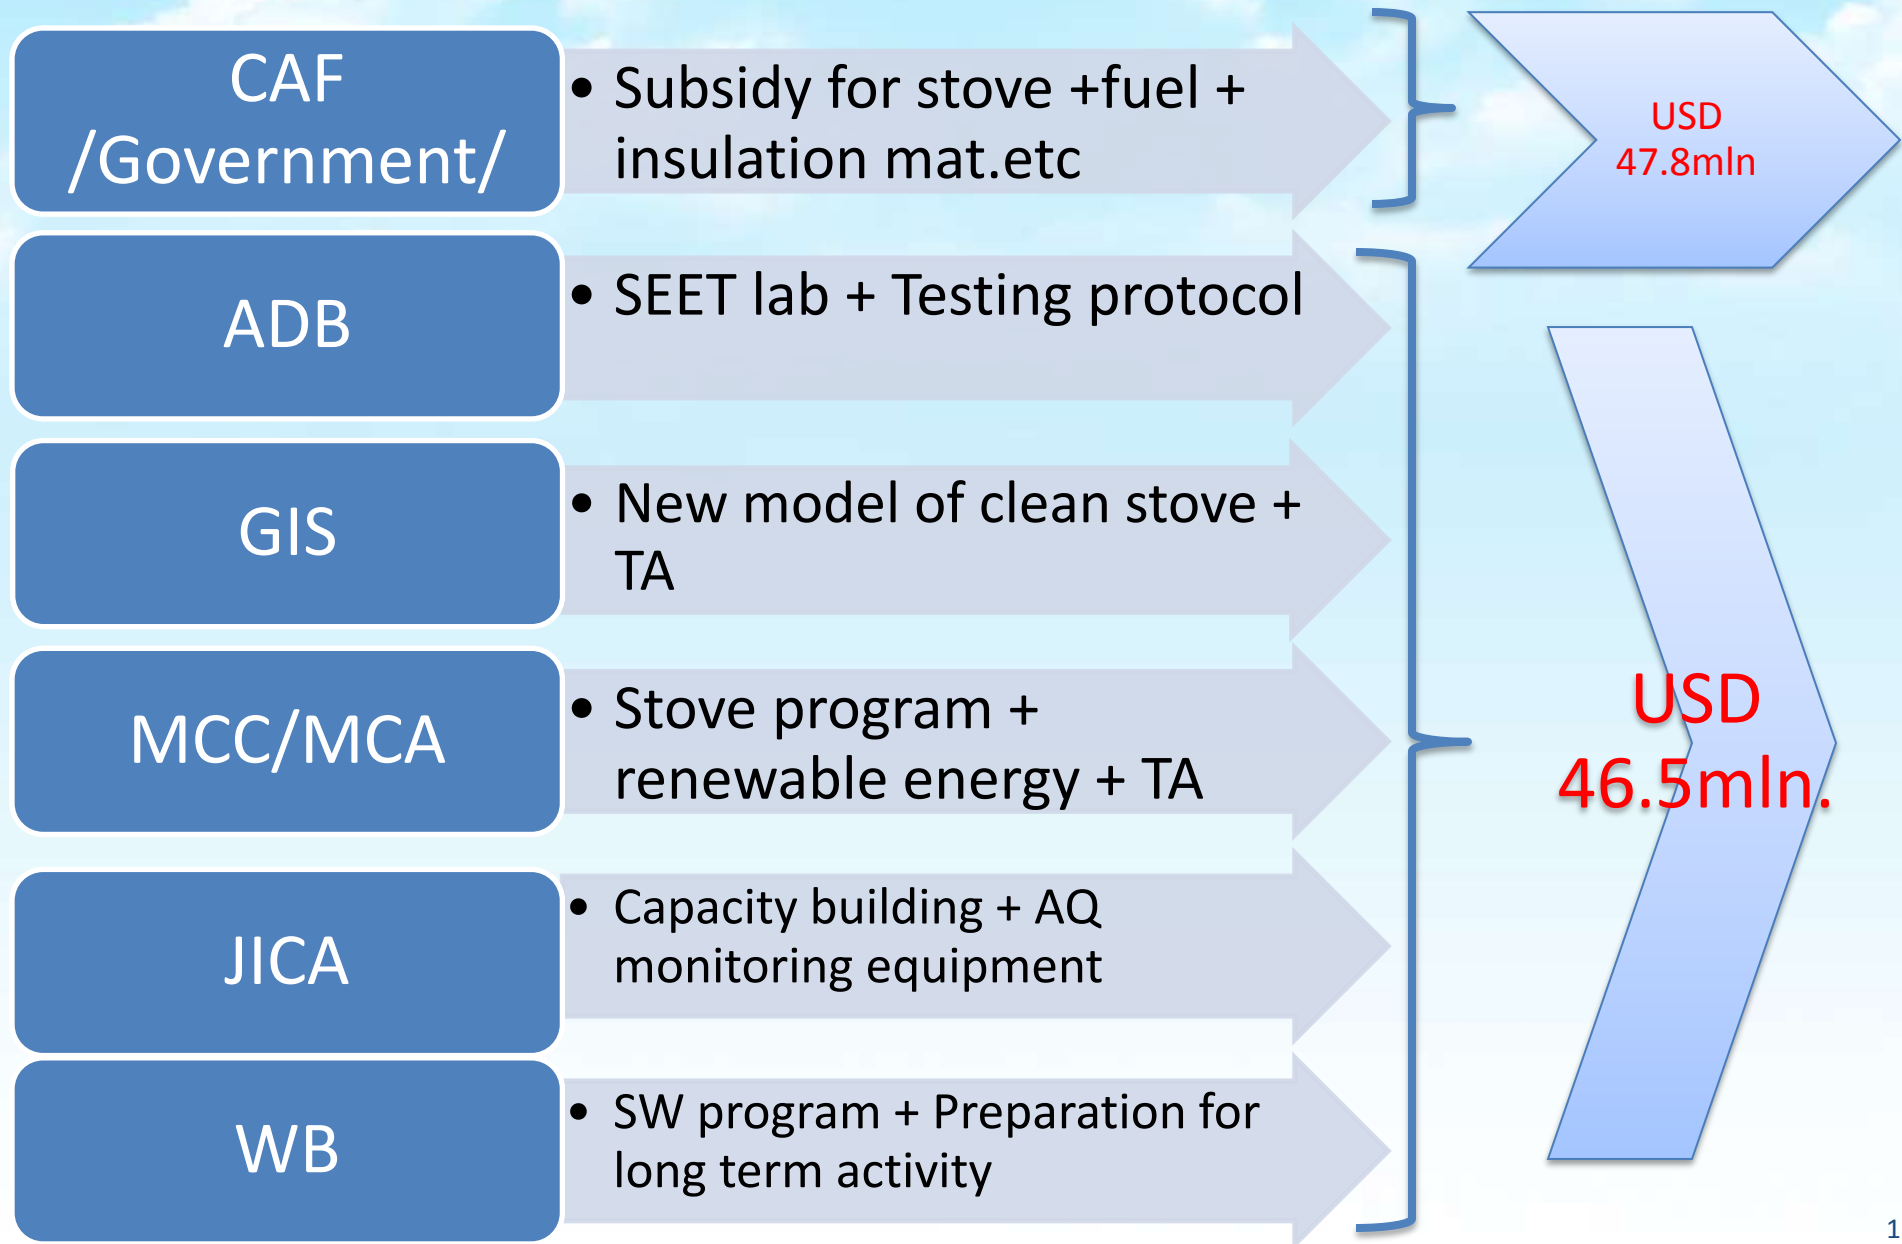 CAF
/Government/
• Subsidy for stove +fuel +
insulation mat.etc
USD
47.8mln
ADB
• SEET lab + Testing protocol
GIS
• New model of clean stove +
TA
MCC/MCA
• Stove program +
renewable energy + TA
USD
46.5mln.
JICA
• Capacity building + AQ
monitoring equipment
WB
• SW program + Preparation for
long term activity
1